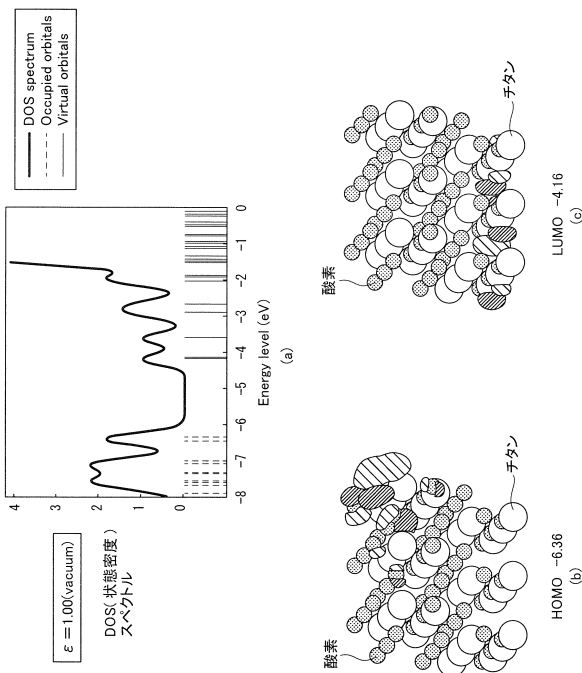 ε＝1.00(vacuum)
DOS(状態密度)
スペクトル
DOS spectrum
Occupied orbitals
Virtual orbitals
4
3
2
1
0
-8
-7
-6
-5
-4
-3
-2
-1
0
Energy level (eV)
(a)
酸素
チタン
HOMO -6.36
(b)
酸素
チタン
LUMO -4.16
(c)